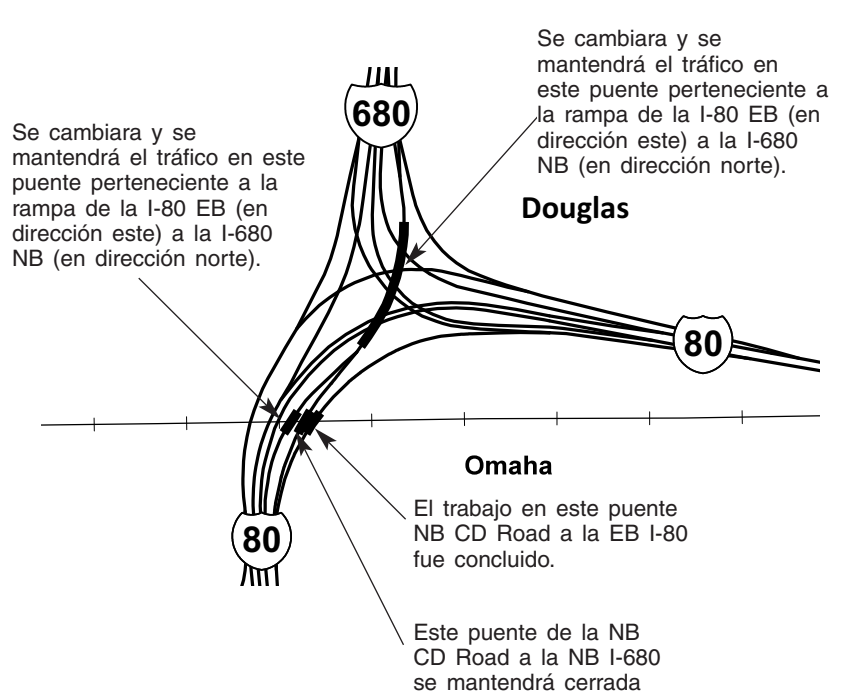 Se cambiara y se
mantendrá el tráfico en
este puente perteneciente a
la rampa de la I-80 EB (en
dirección este) a la I-680
NB (en dirección norte).
680
Se cambiara y se
mantendrá el tráfico en este
puente perteneciente a la
rampa de la I-80 EB (en
dirección este) a la I-680
NB (en dirección norte).
Douglas
80
Omaha
El trabajo en este puente
NB CD Road a la EB I-80
fue concluido.
80
Este puente de la NB
CD Road a la NB I-680
se mantendrá cerrada